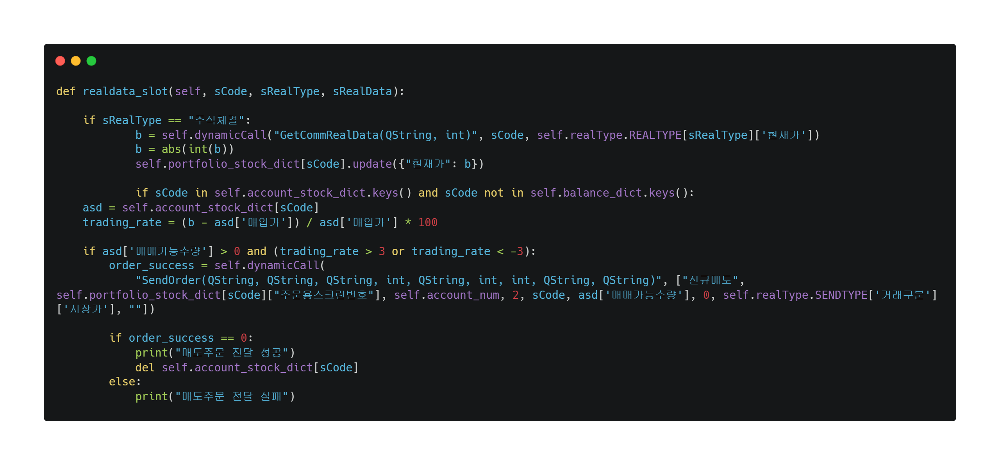 def realdata_slot(self, sCode, sRealType, sRealData):
    if sRealType == "주식체결":
            b = self.dynamicCall("GetCommRealData(QString, int)", sCode, self.realType.REALTYPE[sRealType]['현재가'])
            b = abs(int(b))
            self.portfolio_stock_dict[sCode].update({"현재가": b})
            if sCode in self.account_stock_dict.keys() and sCode not in self.balance_dict.keys():
    asd = self.account_stock_dict[sCode]
    trading_rate = (b - asd['매입가']) / asd['매입가'] * 100
    if asd['매매가능수량'] > 0 and (trading_rate > 3 or trading_rate < -3):
        order_success = self.dynamicCall(
            "SendOrder(QString, QString, QString, int, QString, int, int, QString, QString)", ["신규매도",
self.portfolio_stock_dict[sCode]["주문용스크린번호"], self.account_num, 2, sCode, asd['매매가능수량'], 0, self.realType.SENDTYPE['거래구분']
['시장가'], ""])
        if order_success == 0:
            print("매도주문 전달 성공")
            del self.account_stock_dict[sCode]
        else:
            print("매도주문 전달 실패")